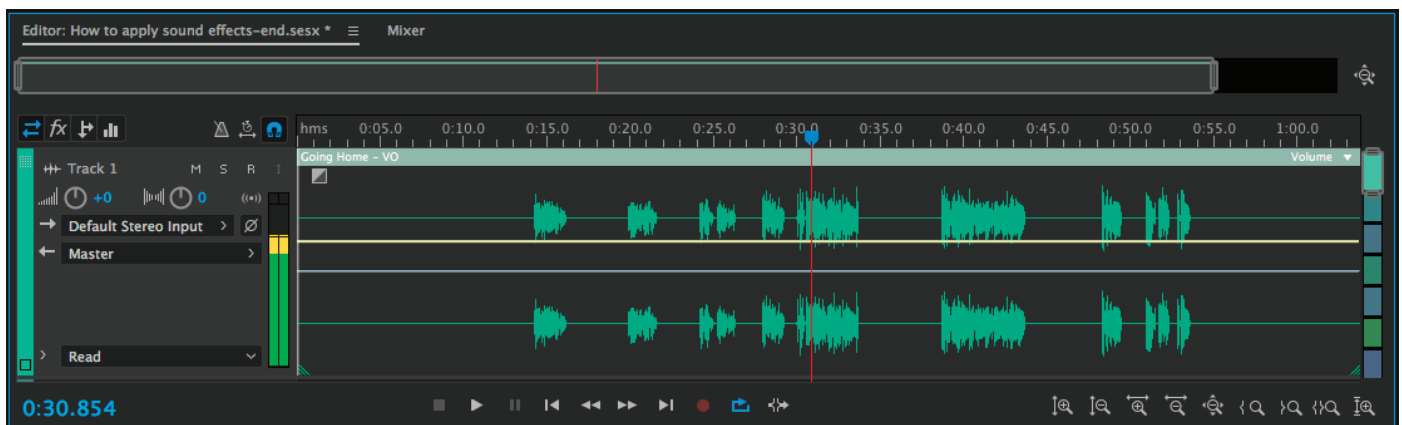 Editor: How to apply sound effects-end.sesx * Mixer
fx hms 0:05.0 0:10.0 0:15.0 0:20.0 0:25.0 0:30.0 0:35.0 0:40.0 0:45.0 0:50.0 0:55.0 1:00.0
Going Home - VO Volume
Track 1 M S R I
+0 0
Default Stereo Input
Master
Read
0:30.854